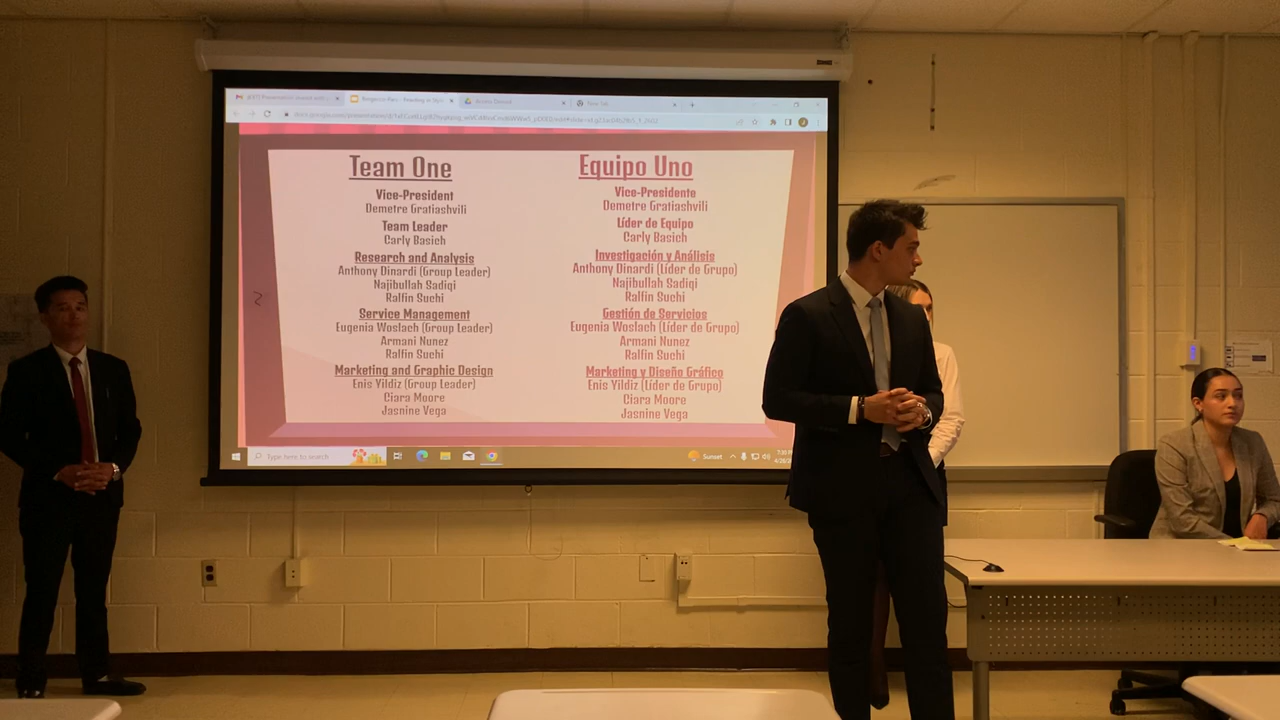 Team One
Vice-President
Demetre Gratiashvili
Team Leader
Carly Basich
Research and Analysis
Anthony Dinardi (Group Leader)
Najibullah Sadiqi
Ralfin Suchi
Service Management
Eugenia Woslach (Group Leader)
Armani Nunez
Ralfin Suchi
Marketing and Graphic Design
Enis Yildiz (Group Leader)
Ciara Moore
Jasnine Vega
Equipo Uno
Vice-Presidente
Demetre Gratiashvili
Líder de Equipo
Carly Basich
Investigación y Análisis
Anthony Dinardi (Líder de Grupo)
Najibullah Sadiqi
Ralfin Suchi
Gestión de Servicios
Eugenia Woslach (Líder de Grupo)
Armani Nunez
Ralfin Suchi
Marketing y Diseño Gráfico
Enis Yildiz (Líder de Grupo)
Ciara Moore
Jasnine Vega
Type here to search
Sunset